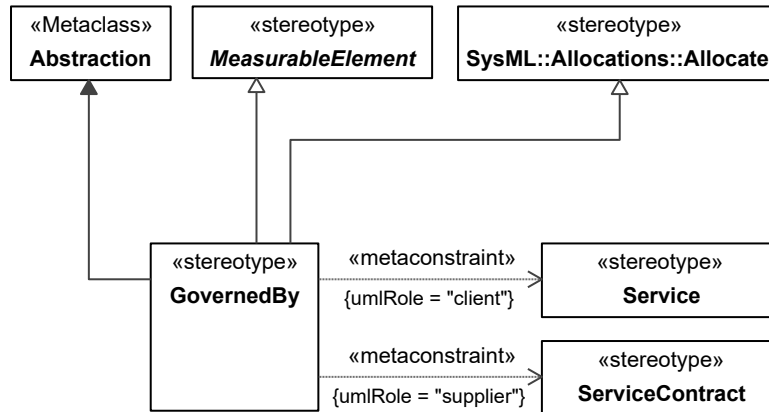 «Metaclass»
Abstraction
«stereotype»
MeasurableElement
«stereotype»
SysML::Allocations::Allocate
«stereotype»
GovernedBy
«metaconstraint»
{umlRole = "client"}
«stereotype»
Service
«metaconstraint»
{umlRole = "supplier"}
«stereotype»
ServiceContract